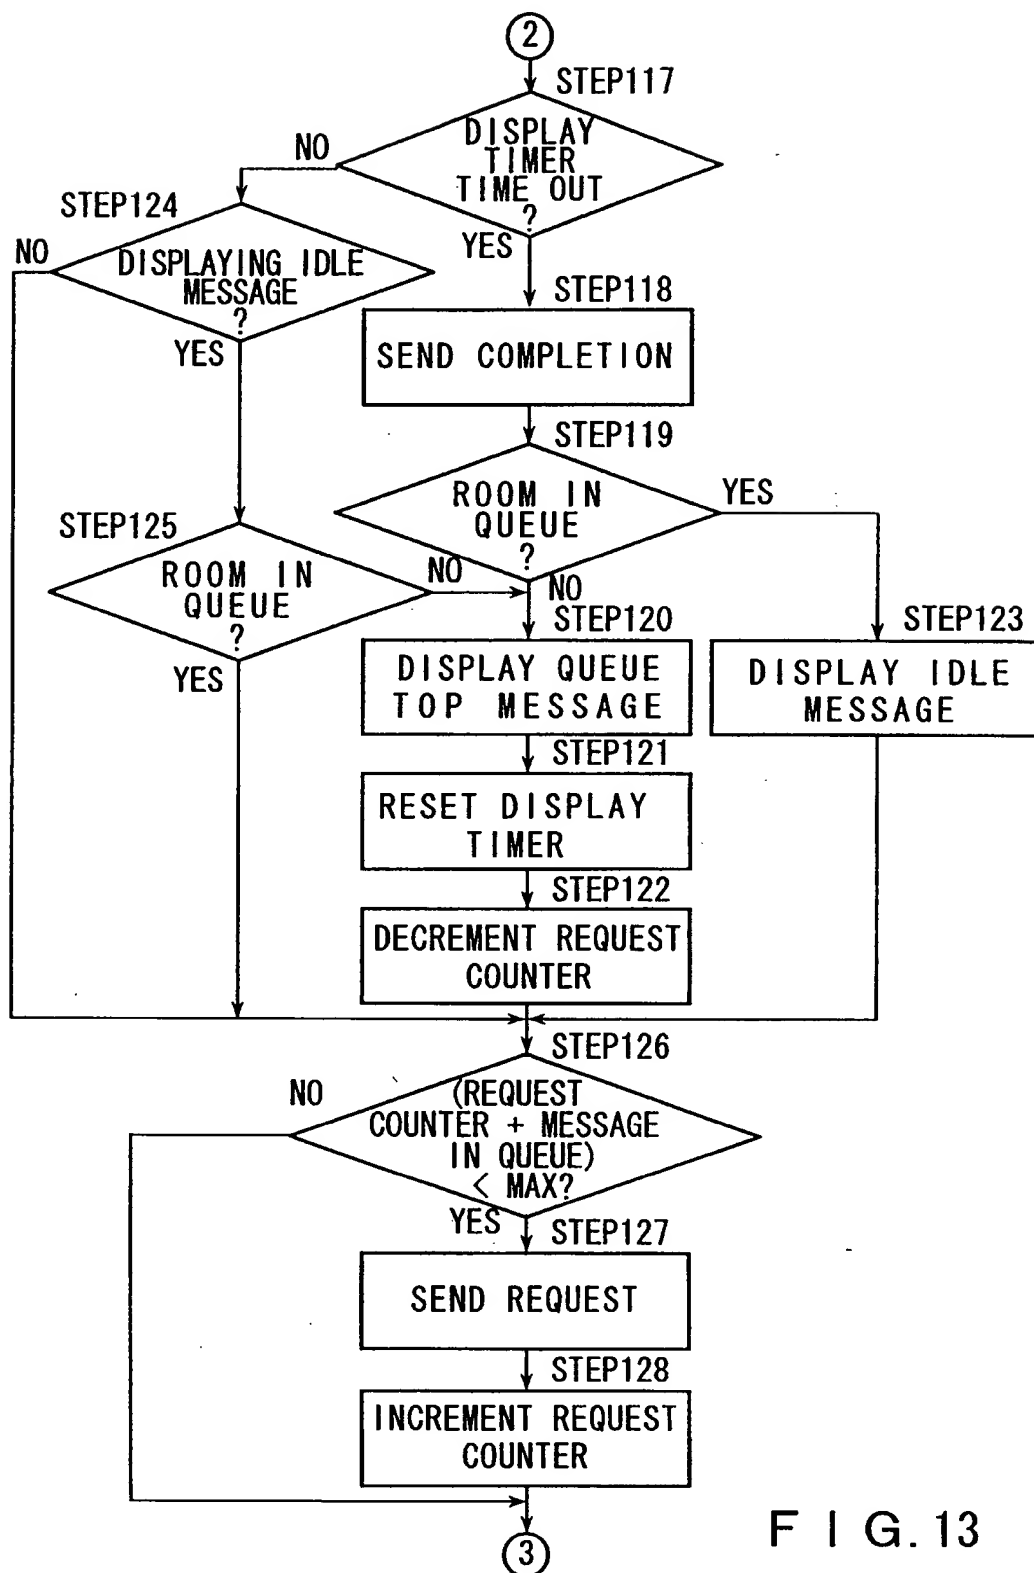 2
STEP117
DISPLAY
TIMER
TIME OUT
?
NO
YES
STEP124
NO
DISPLAYING IDLE
MESSAGE
?
YES
STEP118
SEND COMPLETION
STEP119
ROOM IN
QUEUE
?
YES
NO
STEP125
ROOM IN
QUEUE
?
NO
YES
STEP120
DISPLAY QUEUE
TOP MESSAGE
STEP123
DISPLAY IDLE
MESSAGE
STEP121
RESET DISPLAY
TIMER
STEP122
DECREMENT REQUEST
COUNTER
STEP126
NO
(REQUEST
COUNTER + MESSAGE
IN QUEUE)
< MAX?
YES
STEP127
SEND REQUEST
STEP128
INCREMENT REQUEST
COUNTER
3
FIG. 13